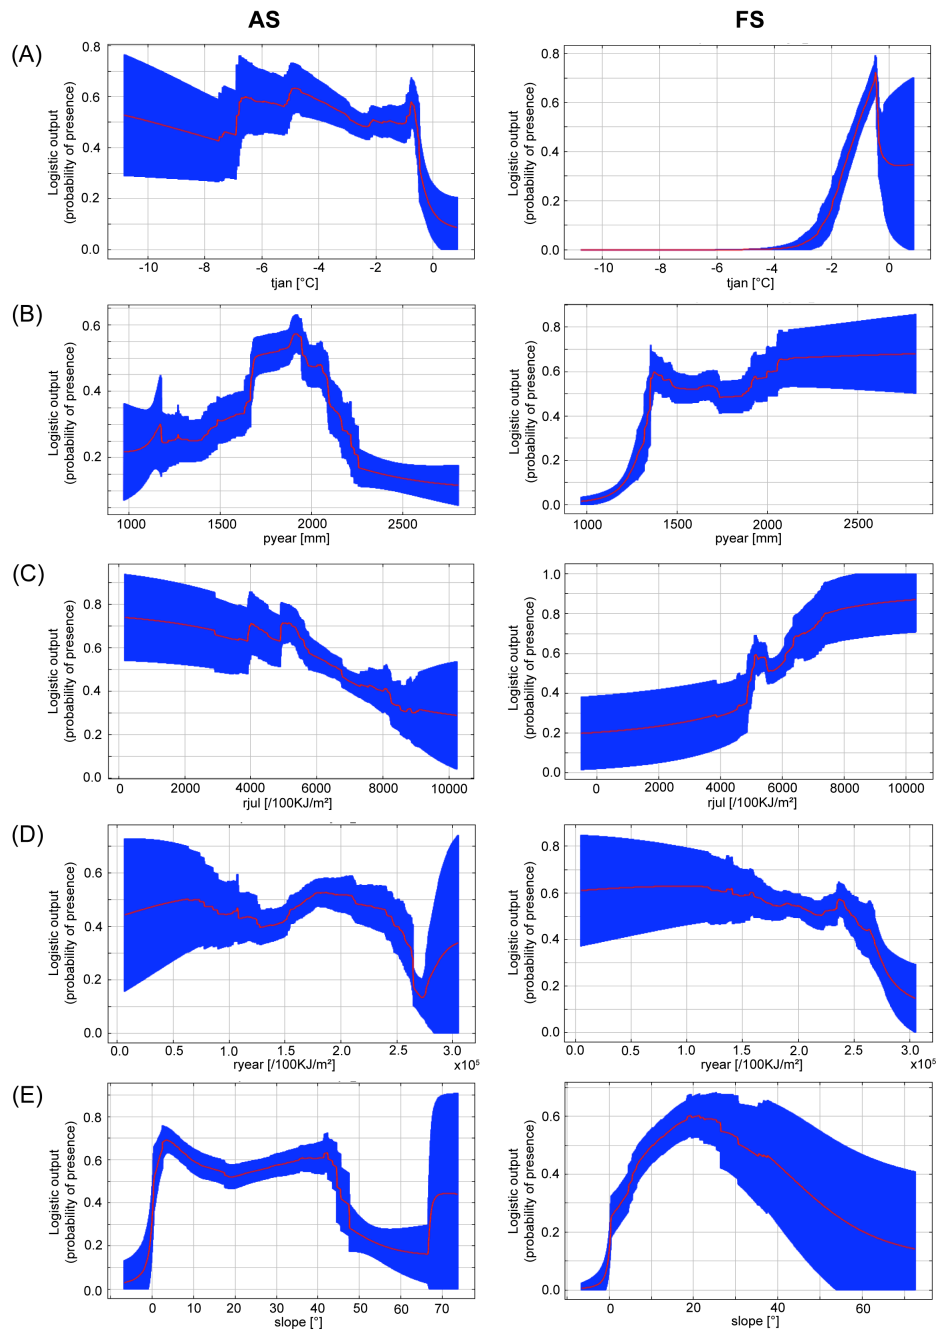 AS FS
(A)
Logistic output
(probability of presence)
0.8
0.6
0.4
0.2
0.0
-10 -8 -6 -4 -2 0
tjan [°C]
Logistic output
(probability of presence)
0.8
0.6
0.4
0.2
0.0
-10 -8 -6 -4 -2 0
tjan [°C]
(B)
Logistic output
(probability of presence)
0.6
0.4
0.2
1000 1500 2000 2500
pyear [mm]
Logistic output
(probability of presence)
0.8
0.6
0.4
0.2
0.0
1000 1500 2000 2500
pyear [mm]
(C)
Logistic output
(probability of presence)
0.8
0.6
0.4
0.2
0.0
0 2000 4000 6000 8000 10000
rjul [/100KJ/m²]
Logistic output
(probability of presence)
1.0
0.8
0.6
0.4
0.2
0.0
0 2000 4000 6000 8000 10000
rjul [/100KJ/m²]
(D)
Logistic output
(probability of presence)
0.8
0.6
0.4
0.2
0.0
0.0 0.5 1.0 1.5 2.0 2.5 3.0
ryear [/100KJ/m²] x10⁵
Logistic output
(probability of presence)
0.8
0.6
0.4
0.2
0.0
0.0 0.5 1.0 1.5 2.0 2.5 3.0
ryear [/100KJ/m²] x10⁵
(E)
Logistic output
(probability of presence)
0.8
0.6
0.4
0.2
0.0
0 10 20 30 40 50 60 70
slope [°]
Logistic output
(probability of presence)
0.6
0.4
0.2
0.0
0 20 40 60
slope [°]